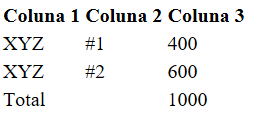 Coluna 1 Coluna 2 Coluna 3
XYZ #1 400
XYZ #2 600
Total 1000